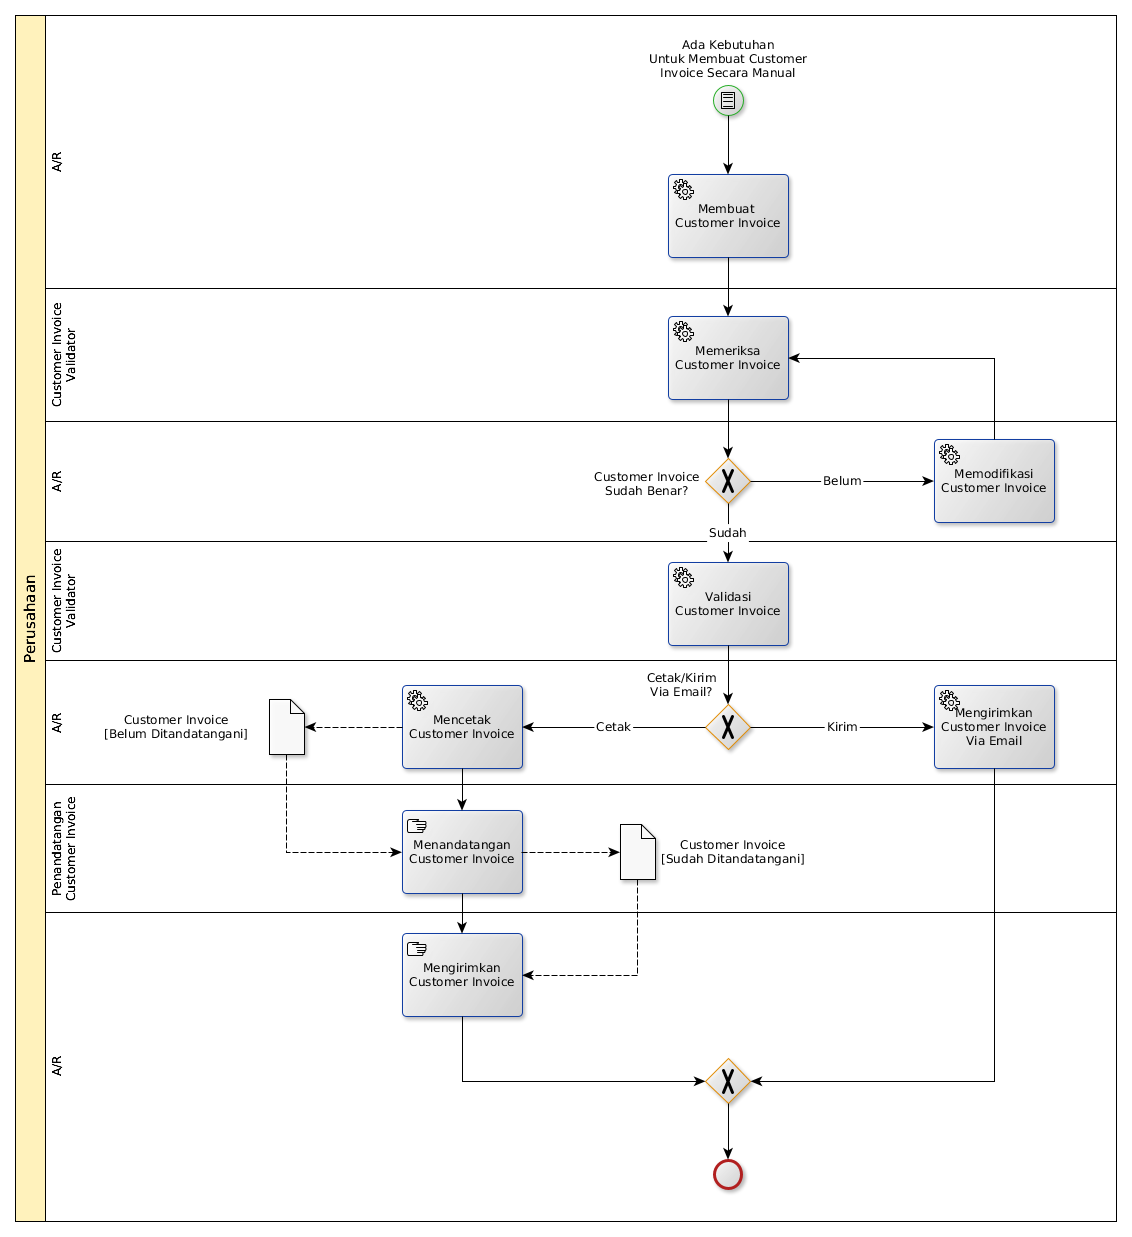 Perusahaan
A/R
Ada Kebutuhan
Untuk Membuat Customer
Invoice Secara Manual
Membuat
Customer Invoice
Customer Invoice
Validator
Memeriksa
Customer Invoice
A/R
Customer Invoice
Sudah Benar?
Belum
Memodifikasi
Customer Invoice
Sudah
Customer Invoice
Validator
Validasi
Customer Invoice
A/R
Cetak/Kirim
Via Email?
Customer Invoice
[Belum Ditandatangani]
Mencetak
Customer Invoice
Cetak
Kirim
Mengirimkan
Customer Invoice
Via Email
Penandatangan
Customer Invoice
Menandatangan
Customer Invoice
Customer Invoice
[Sudah Ditandatangani]
A/R
Mengirimkan
Customer Invoice